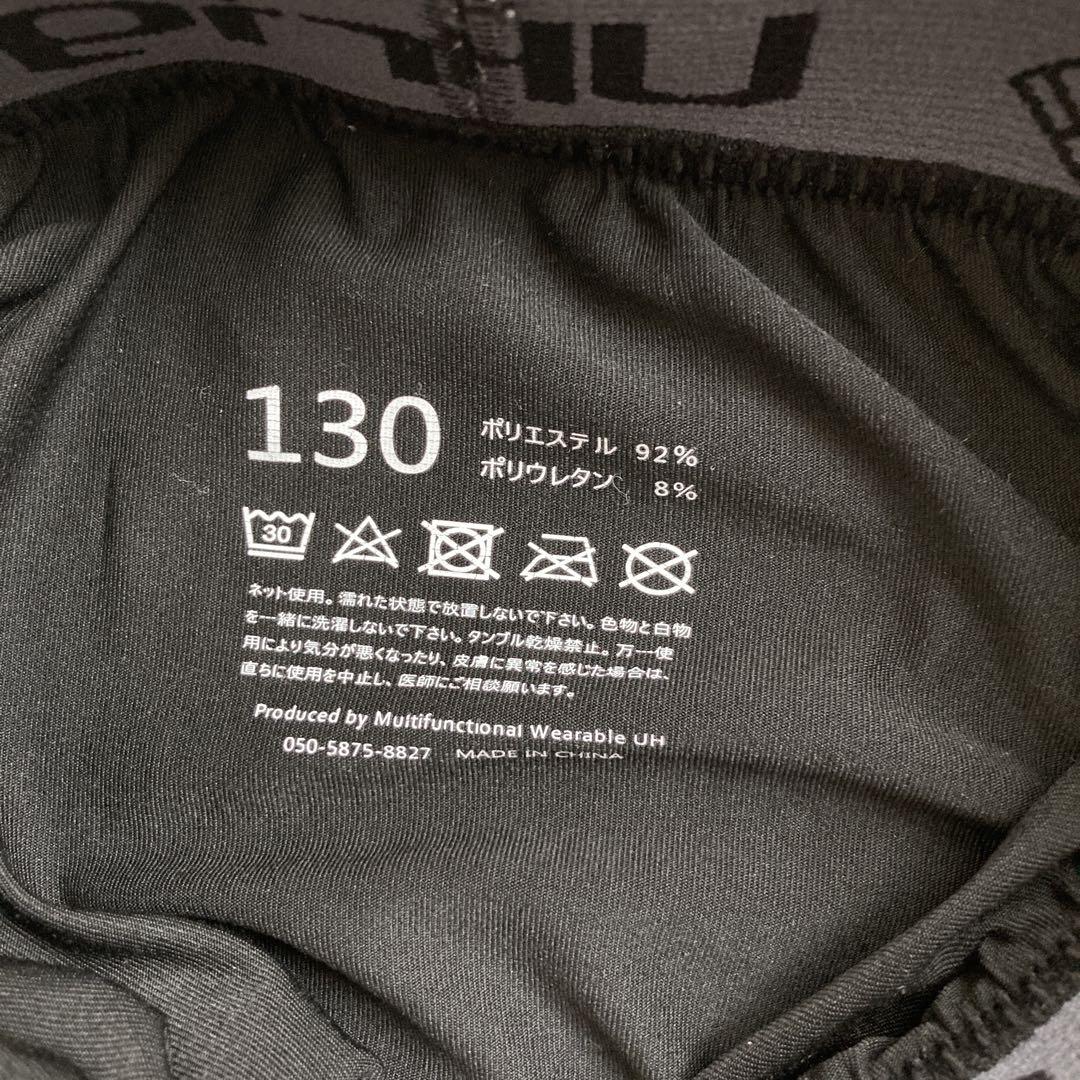 130
ポリエステル 92%
ポリウレタン 8%
30
ネット使用。濡れた状態で放置しないで下さい。色物と白物
を一緒に洗濯しないで下さい。タンブル乾燥禁止。万一使
用により気分が悪くなったり、皮膚に異常を感じた場合は、
直ちに使用を中止し、医師にご相談願います。
Produced by Multifunctional Wearable UH
050-5875-8827 MADE IN CHINA